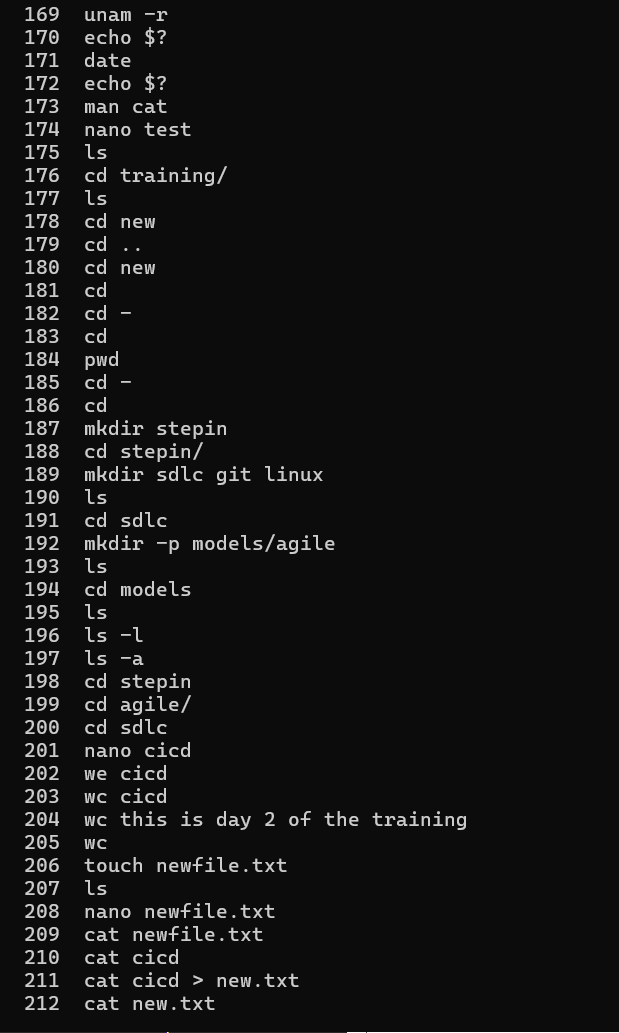 169 unam -r
170 echo $?
171 date
172 echo $?
173 man cat
174 nano test
175 ls
176 cd training/
177 ls
178 cd new
179 cd ..
180 cd new
181 cd
182 cd -
183 cd
184 pwd
185 cd -
186 cd
187 mkdir stepin
188 cd stepin/
189 mkdir sdlc git linux
190 ls
191 cd sdlc
192 mkdir -p models/agile
193 ls
194 cd models
195 ls
196 ls -l
197 ls -a
198 cd stepin
199 cd agile/
200 cd sdlc
201 nano cicd
202 we cicd
203 wc cicd
204 wc this is day 2 of the training
205 wc
206 touch newfile.txt
207 ls
208 nano newfile.txt
209 cat newfile.txt
210 cat cicd
211 cat cicd > new.txt
212 cat new.txt